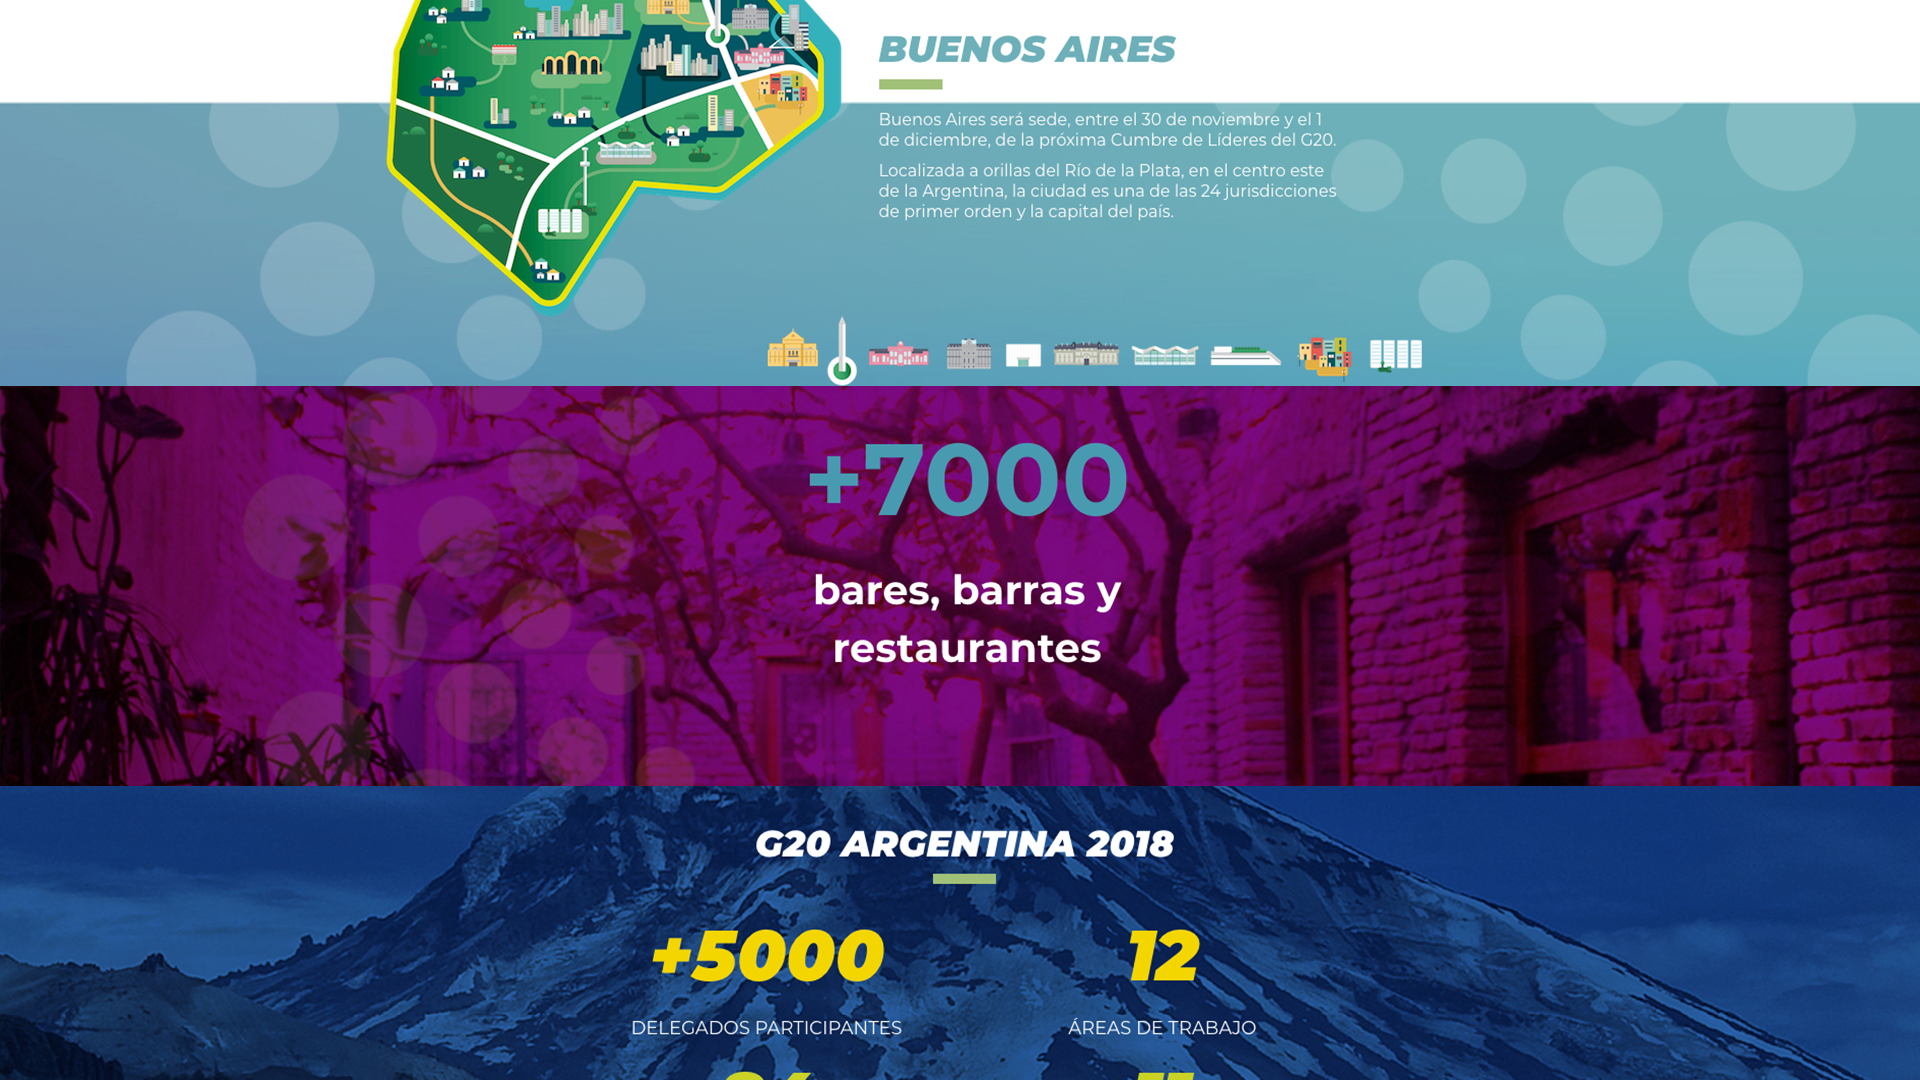 BUENOS AIRES
Buenos Aires será sede, entre el 30 de noviembre y el 1
de diciembre, de la próxima Cumbre de Líderes del G20.
Localizada a orillas del Río de la Plata, en el centro este
de la Argentina, la ciudad es una de las 24 jurisdicciones
de primer orden y la capital del país.
+7000
bares, barras y
restaurantes
G20 ARGENTINA 2018
+5000
12
DELEGADOS PARTICIPANTES
ÁREAS DE TRABAJO